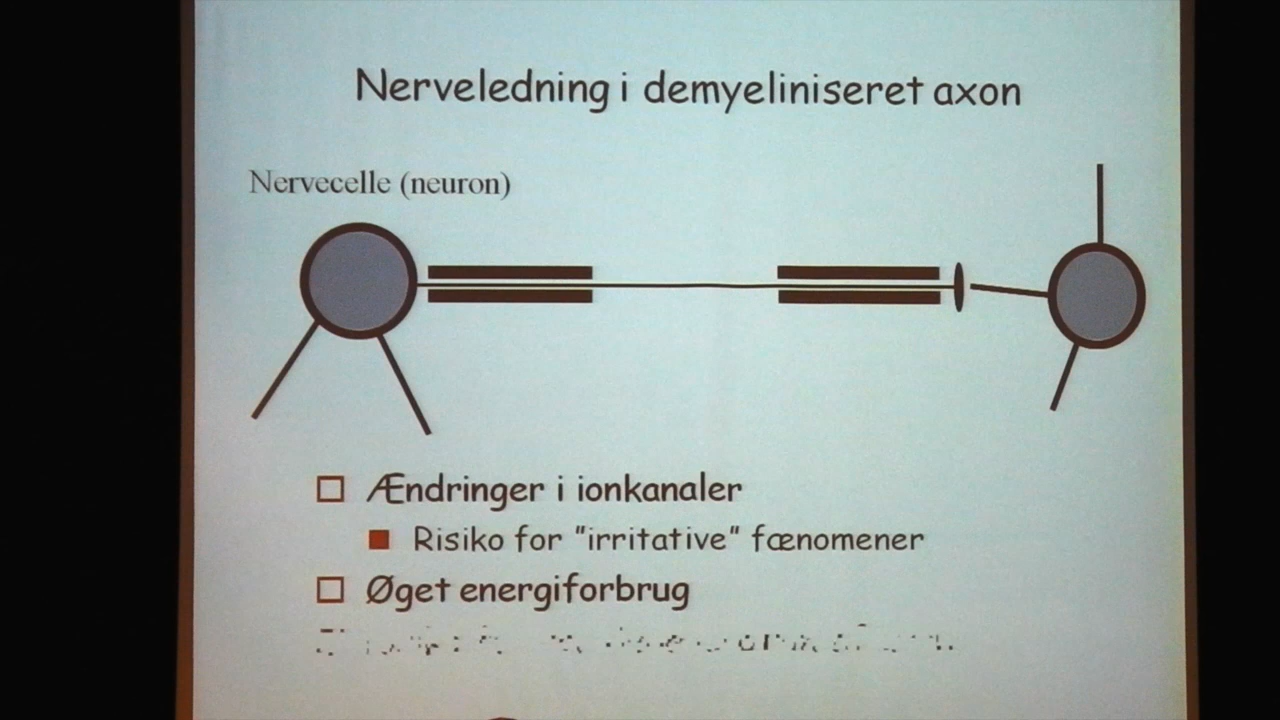 Nerveledning i demyeliniseret axon
Nervecelle (neuron)
Ændringer i ionkanaler
Risiko for "irritative" fænomener
Øget energiforbrug